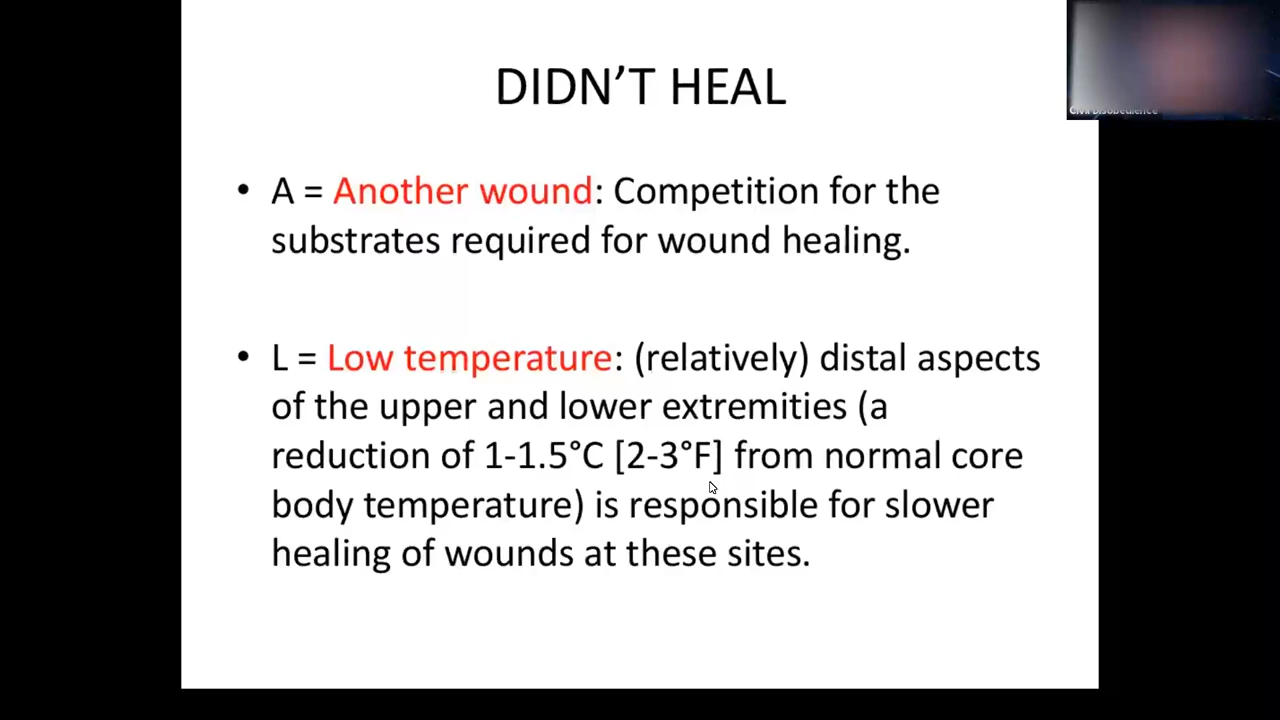 Civil Disobedience
DIDN’T HEAL
• A = Another wound: Competition for the
substrates required for wound healing.
• L = Low temperature: (relatively) distal aspects
of the upper and lower extremities (a
reduction of 1-1.5°C [2-3°F] from normal core
body temperature) is responsible for slower
healing of wounds at these sites.